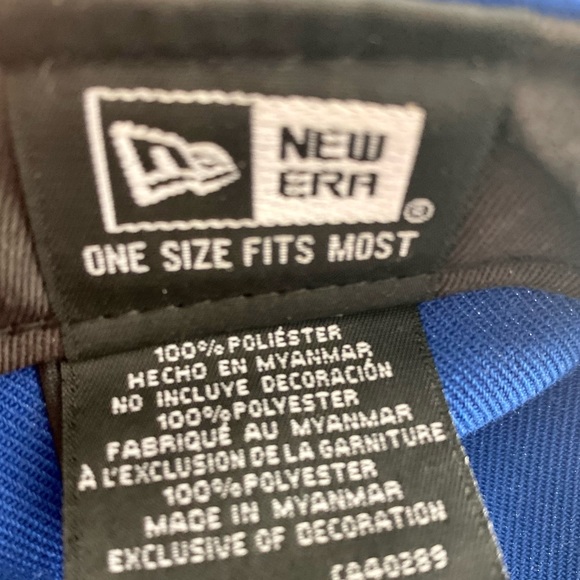 NEW
ERA
®
ONE SIZE FITS MOST
100% POLIÉSTER
HECHO EN MYANMAR
NO INCLUYE DECORACIÓN
100% POLYESTER
FABRIQUÉ AU MYANMAR
À L'EXCLUSION DE LA GARNITURE
100% POLYESTER
MADE IN MYANMAR
EXCLUSIVE OF DECORATION